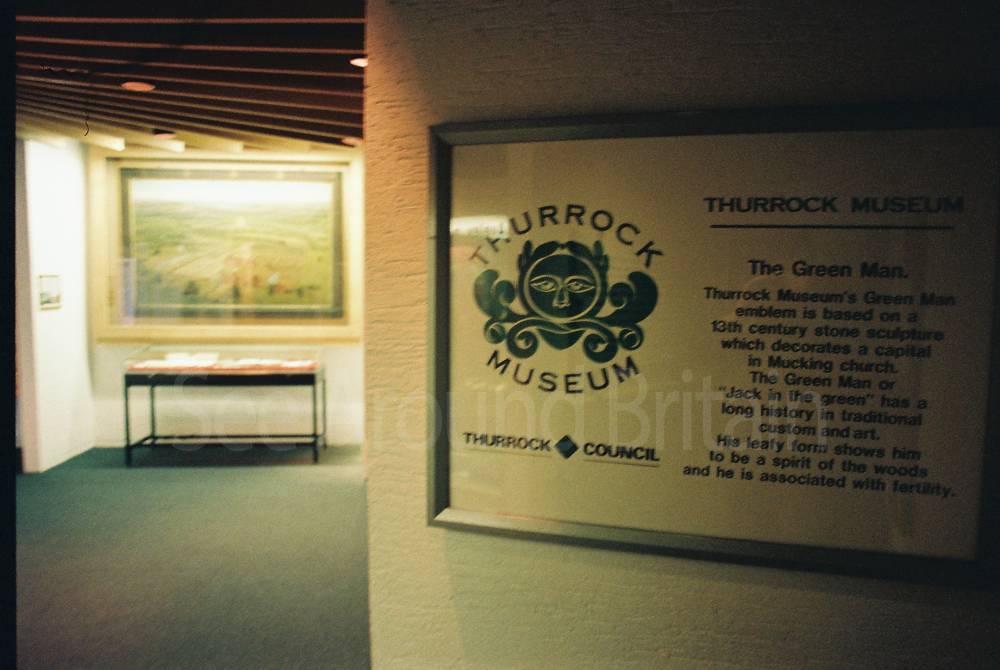 THURROCK
MUSEUM
THURROCK COUNCIL
THURROCK MUSEUM
The Green Man.
Thurrock Museum's Green Man
emblem is based on a
13th century stone sculpture
which decorates a capital
in Mucking church.
The Green Man or
"Jack in the green" has a
long history in traditional
custom and art.
His leafy form shows him
to be a spirit of the woods
and he is associated with fertility.
See Around Britain